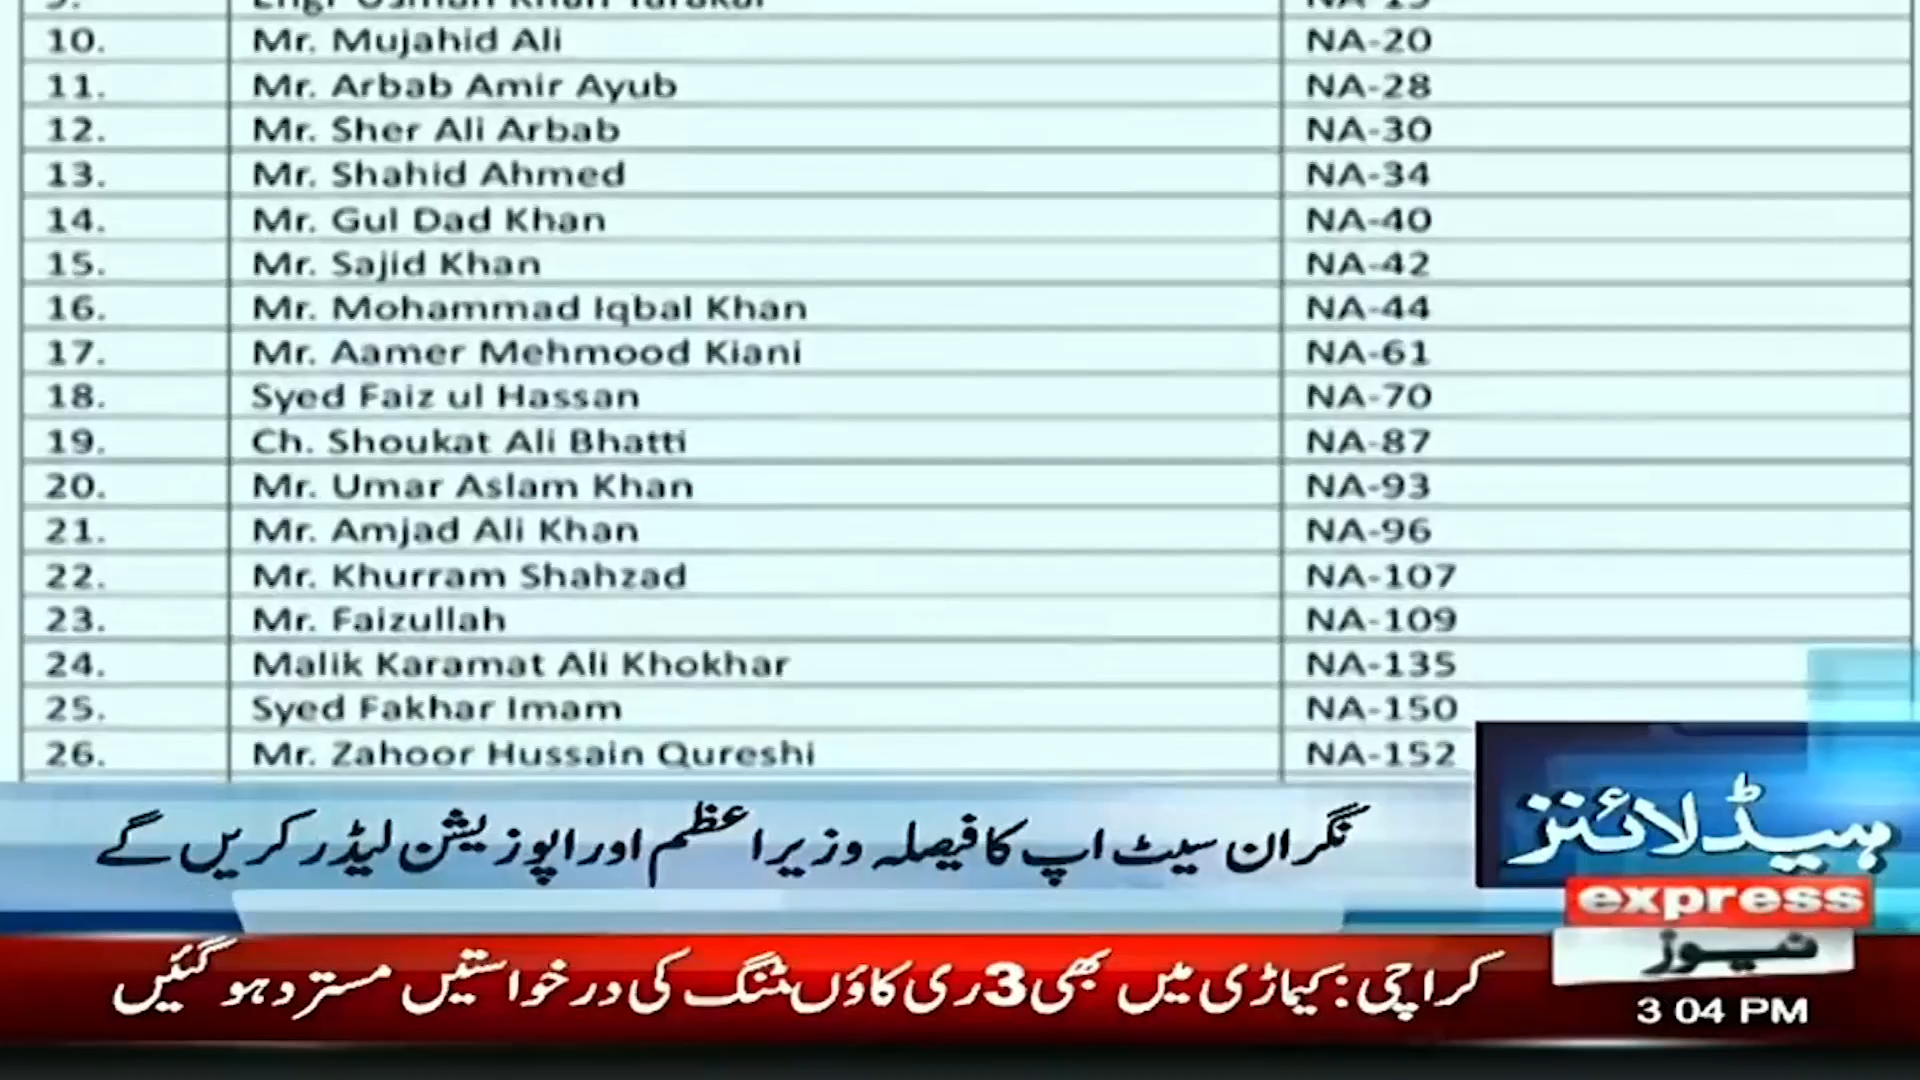 9. Engr Usman Khan Tarakai NA-19
10. Mr. Mujahid Ali NA-20
11. Mr. Arbab Amir Ayub NA-28
12. Mr. Sher Ali Arbab NA-30
13. Mr. Shahid Ahmed NA-34
14. Mr. Gul Dad Khan NA-40
15. Mr. Sajid Khan NA-42
16. Mr. Mohammad Iqbal Khan NA-44
17. Mr. Aamer Mehmood Kiani NA-61
18. Syed Faiz ul Hassan NA-70
19. Ch. Shoukat Ali Bhatti NA-87
20. Mr. Umar Aslam Khan NA-93
21. Mr. Amjad Ali Khan NA-96
22. Mr. Khurram Shahzad NA-107
23. Mr. Faizullah NA-109
24. Malik Karamat Ali Khokhar NA-135
25. Syed Fakhar Imam NA-150
26. Mr. Zahoor Hussain Qureshi NA-152
ہیڈلائنز
نگران سیٹ اپ کا فیصلہ وزیراعظم اور اپوزیشن لیڈر کریں گے
express
نیوز
کراچی: کیماڑی میں بھی 3 ری کاؤنٹنگ کی درخواستیں مسترد ہو گئیں
3 04 PM